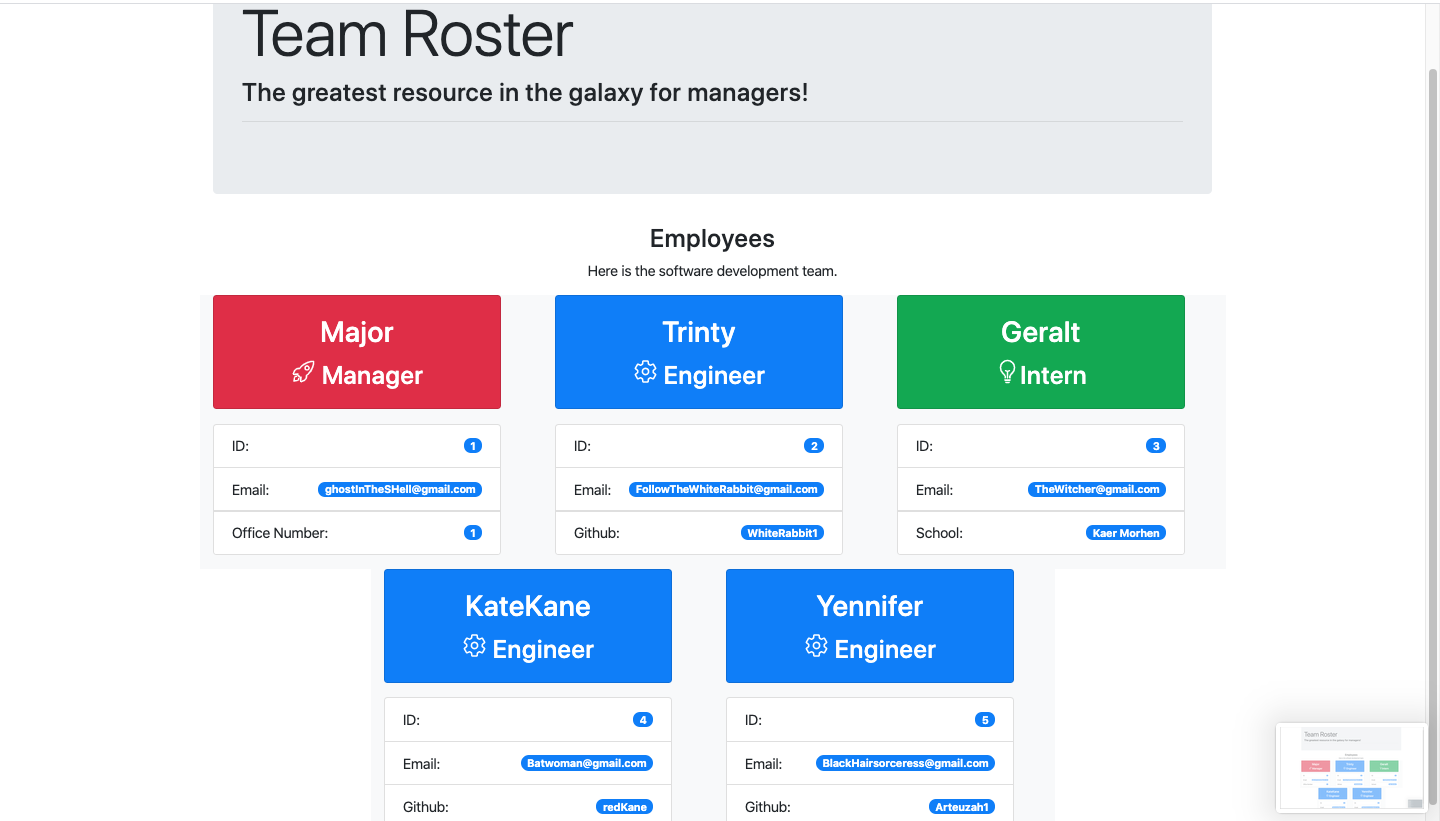 Team Roster
The greatest resource in the galaxy for managers!
Employees
Here is the software development team.
Major
Manager
ID: 1
Email: ghostInTheSHell@gmail.com
Office Number: 1
Trinty
Engineer
ID: 2
Email: FollowTheWhiteRabbit@gmail.com
Github: WhiteRabbit1
Geralt
Intern
ID: 3
Email: TheWitcher@gmail.com
School: Kaer Morhen
KateKane
Engineer
ID: 4
Email: Batwoman@gmail.com
Github: redKane
Yennifer
Engineer
ID: 5
Email: BlackHairsorceress@gmail.com
Github: Arteuzah1
Team Roster